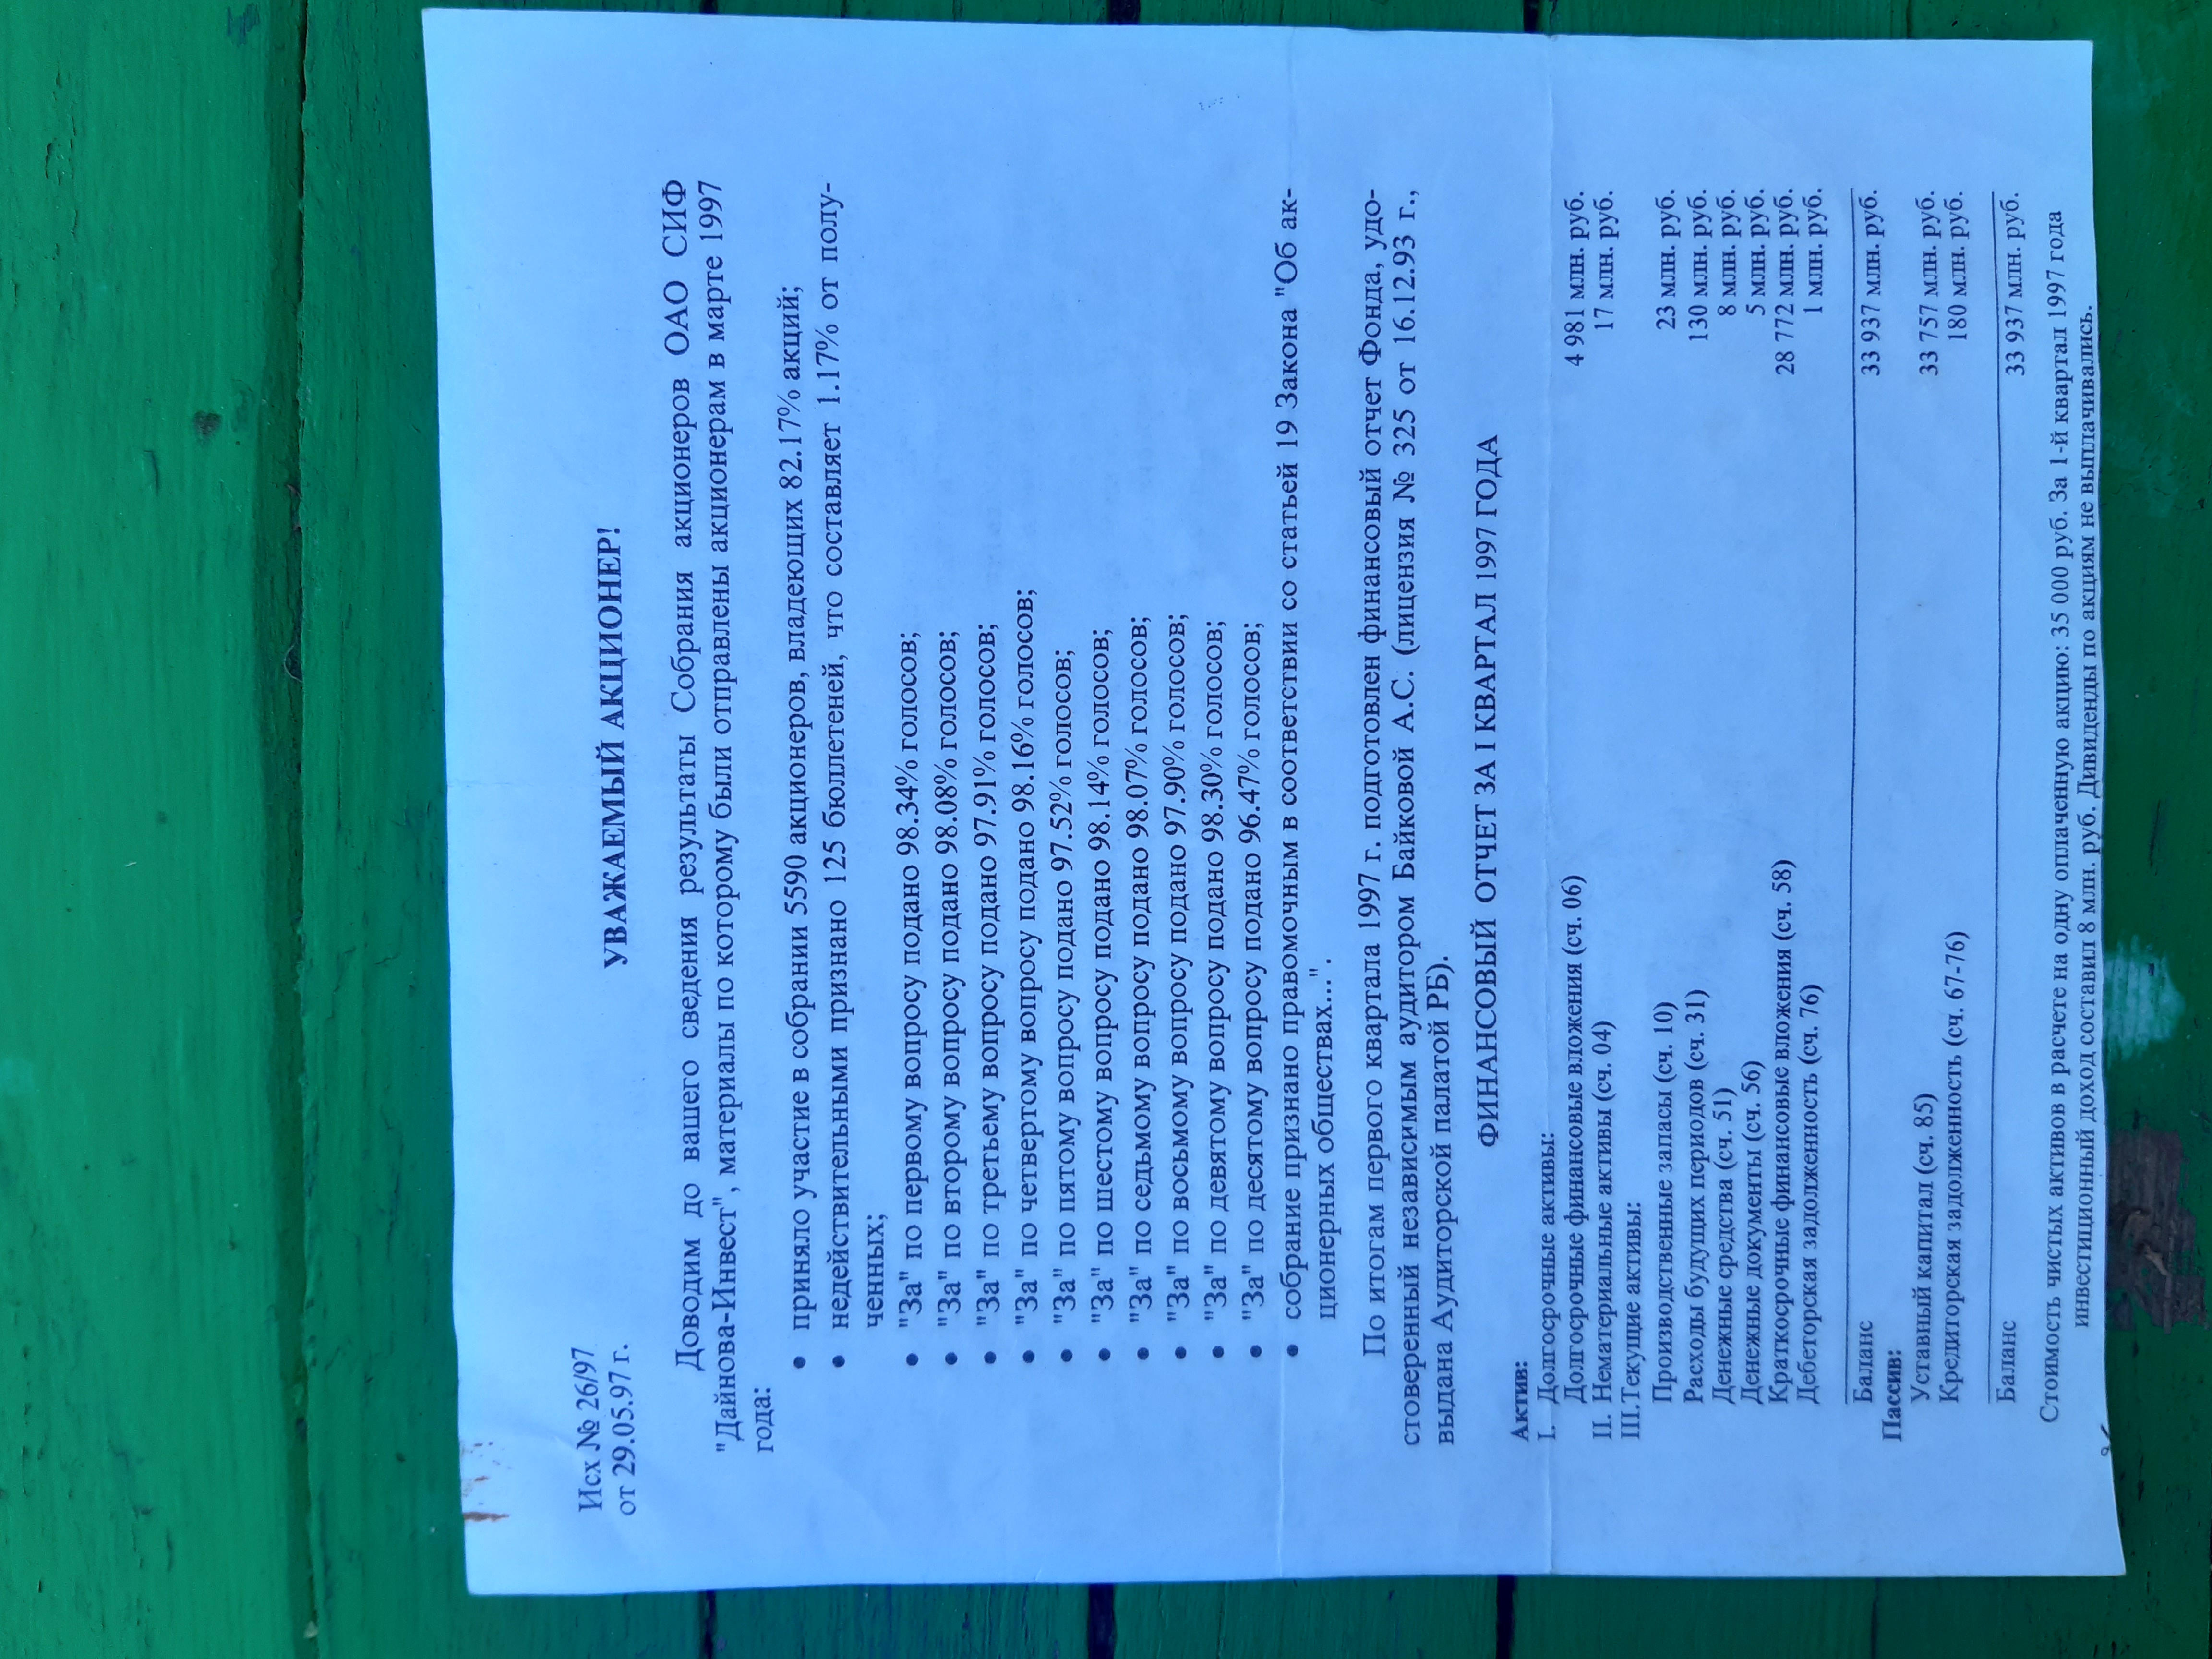 Исх № 26/97
от 29.05.97 г.
УВАЖАЕМЫЙ АКЦИОНЕР!
Доводим до вашего сведения результаты Собрания акционеров ОАО СИФ
"Дайнова-Инвест", материалы по которому были отправлены акционерам в марте 1997
года:
• приняло участие в собрании 5590 акционеров, владеющих 82.17% акций;
• недействительными признано 125 бюллетеней, что составляет 1.17% от полу-
ченных;
• "За" по первому вопросу подано 98.34% голосов;
• "За" по второму вопросу подано 98.08% голосов;
• "За" по третьему вопросу подано 97.91% голосов;
• "За" по четвертому вопросу подано 98.16% голосов;
• "За" по пятому вопросу подано 97.52% голосов;
• "За" по шестому вопросу подано 98.14% голосов;
• "За" по седьмому вопросу подано 98.07% голосов;
• "За" по восьмому вопросу подано 97.90% голосов;
• "За" по девятому вопросу подано 98.30% голосов;
• "За" по десятому вопросу подано 96.47% голосов;
• собрание признано правомочным в соответствии со статьей 19 Закона "Об ак-
ционерных обществах...".
По итогам первого квартала 1997 г. подготовлен финансовый отчет Фонда, удо-
стоверенный независимым аудитором Байковой А.С. (лицензия № 325 от 16.12.93 г.,
выдана Аудиторской палатой РБ).
ФИНАНСОВЫЙ ОТЧЕТ ЗА I КВАРТАЛ 1997 ГОДА
Актив:
I. Долгосрочные активы:
Долгосрочные финансовые вложения (сч. 06) 4 981 млн. руб.
II. Нематериальные активы (сч. 04) 17 млн. руб.
III.Текущие активы:
Производственные запасы (сч. 10) 23 млн. руб.
Расходы будущих периодов (сч. 31) 130 млн. руб.
Денежные средства (сч. 51) 8 млн. руб.
Денежные документы (сч. 56) 5 млн. руб.
Краткосрочные финансовые вложения (сч. 58) 28 772 млн. руб.
Дебеторская задолженность (сч. 76) 1 млн. руб.
Баланс 33 937 млн. руб.
Пассив:
Уставный капитал (сч. 85) 33 757 млн. руб.
Кредиторская задолженность (сч. 67-76) 180 млн. руб.
Баланс 33 937 млн. руб.
Стоимость чистых активов в расчете на одну оплаченную акцию: 35 000 руб. За 1-й квартал 1997 года
инвестиционный доход составил 8 млн. руб. Дивиденды по акциям не выплачивались.